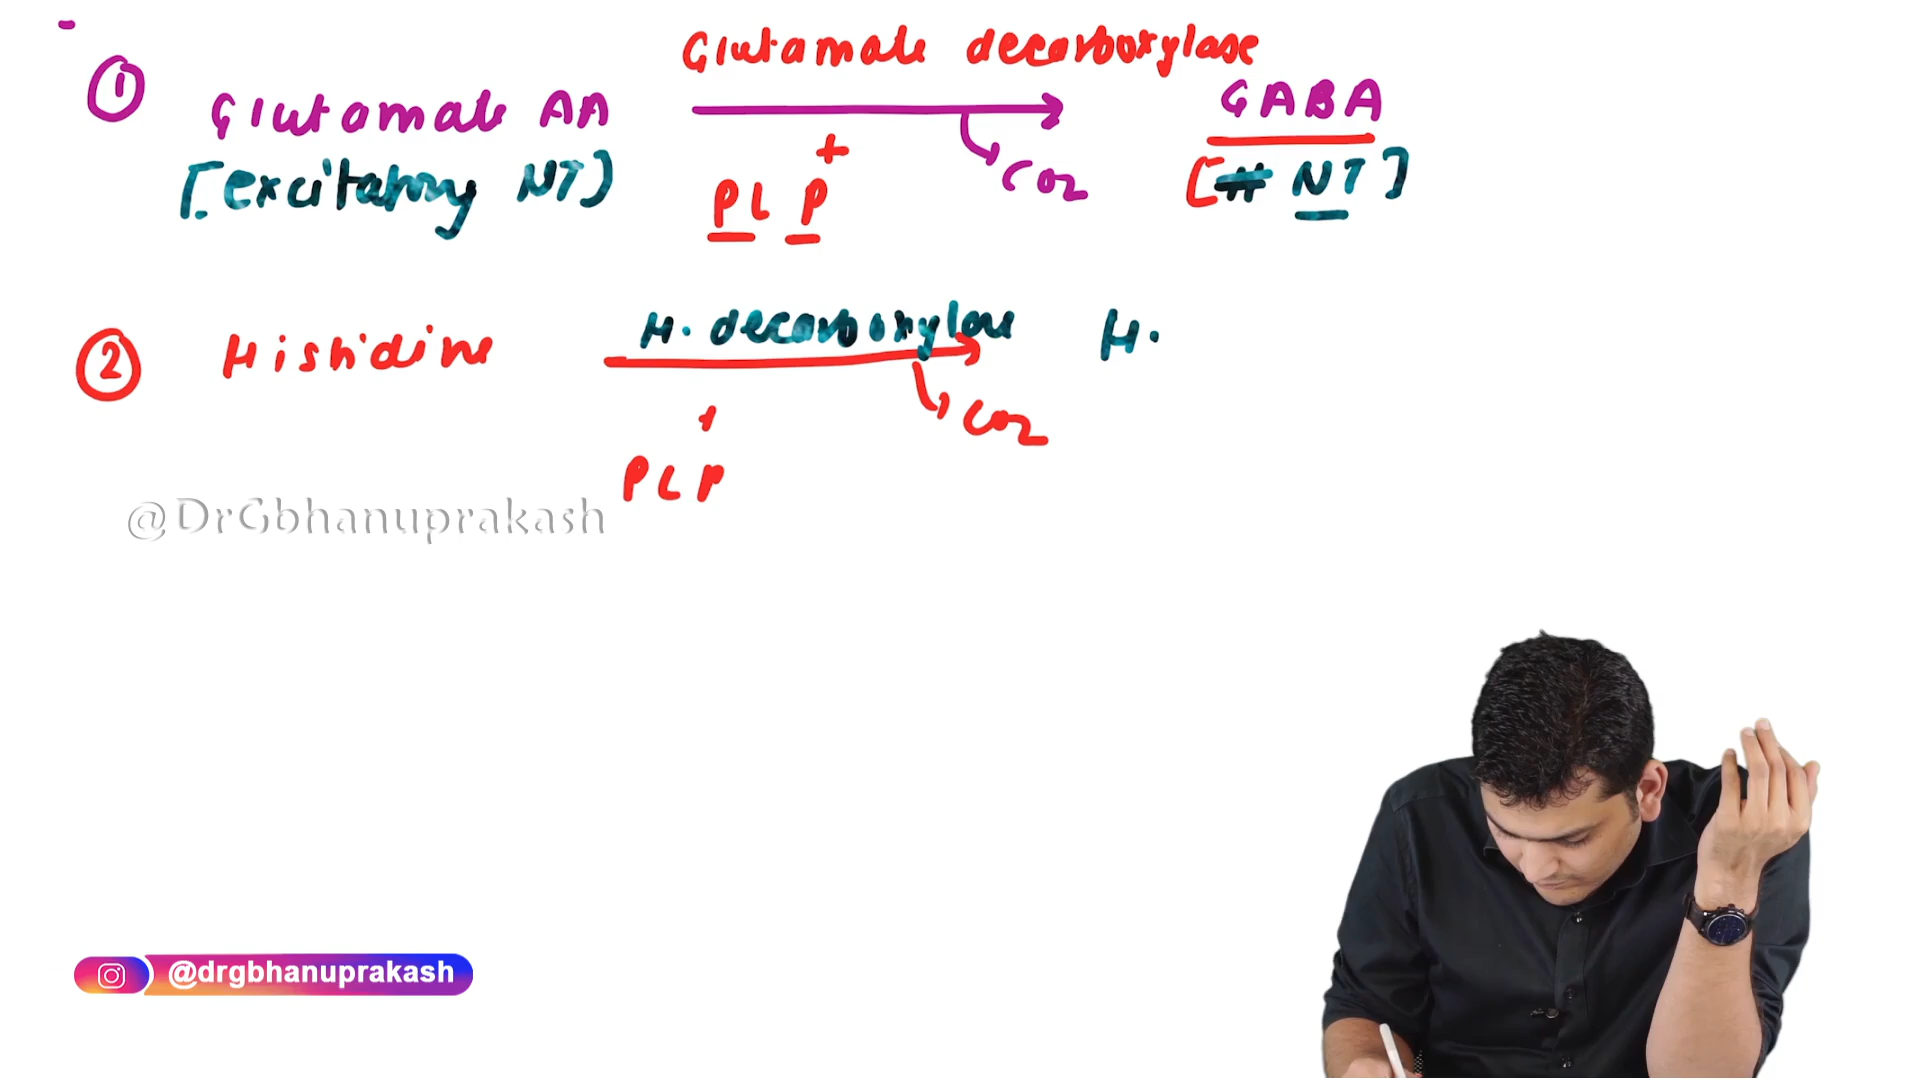 Glutamate decarboxylase
① Glutamate AA → GABA
+ CO2
[excitatory NT] PLP [# NT]
② Histidine H. decarboxylase → H.
+ CO2
PLP
@DrGbhanuprakash
@drgbhanuprakash